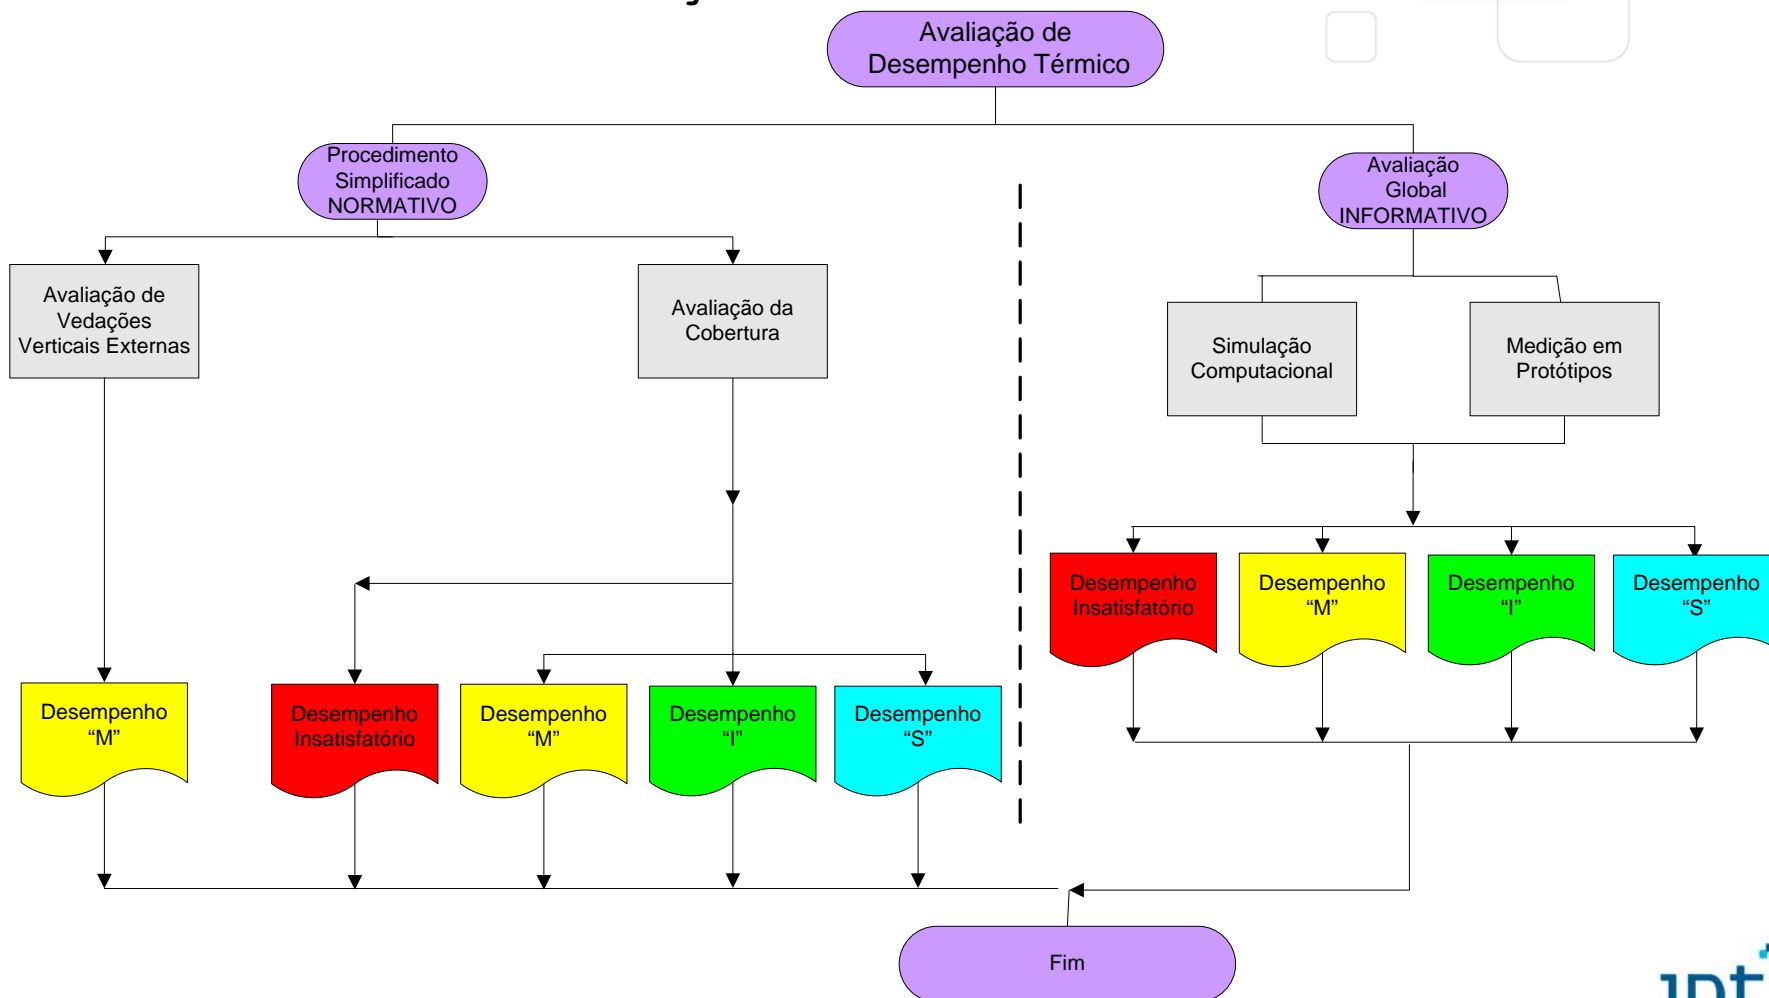 Avaliação de
Desempenho Térmico
Procedimento
Simplificado
NORMATIVO
Avaliação
Global
INFORMATIVO
Avaliação de
Vedações
Verticais Externas
Avaliação da
Cobertura
Simulação
Computacional
Medição em
Protótipos
Desempenho
Insatisfatório
Desempenho
“M”
Desempenho
“I”
Desempenho
“S”
Desempenho
“M”
Desempenho
Insatisfatório
Desempenho
“M”
Desempenho
“I”
Desempenho
“S”
Fim
ipt